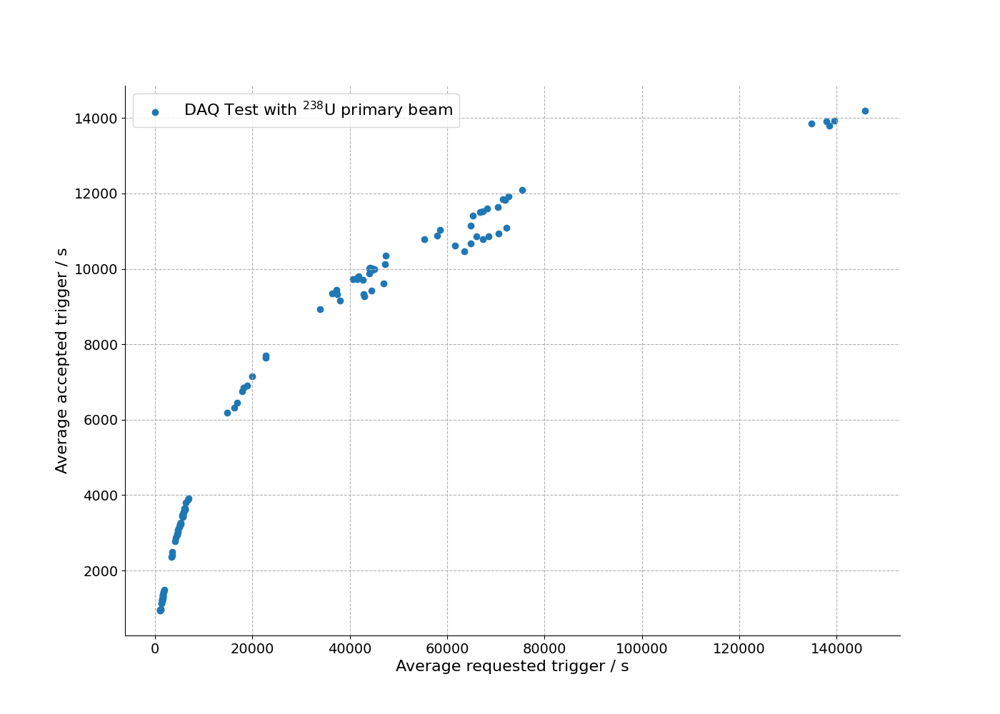 DAQ Test with ²³⁸U primary beam
14000
12000
10000
8000
6000
4000
2000
Average accepted trigger / s
0 20000 40000 60000 80000 100000 120000 140000
Average requested trigger / s